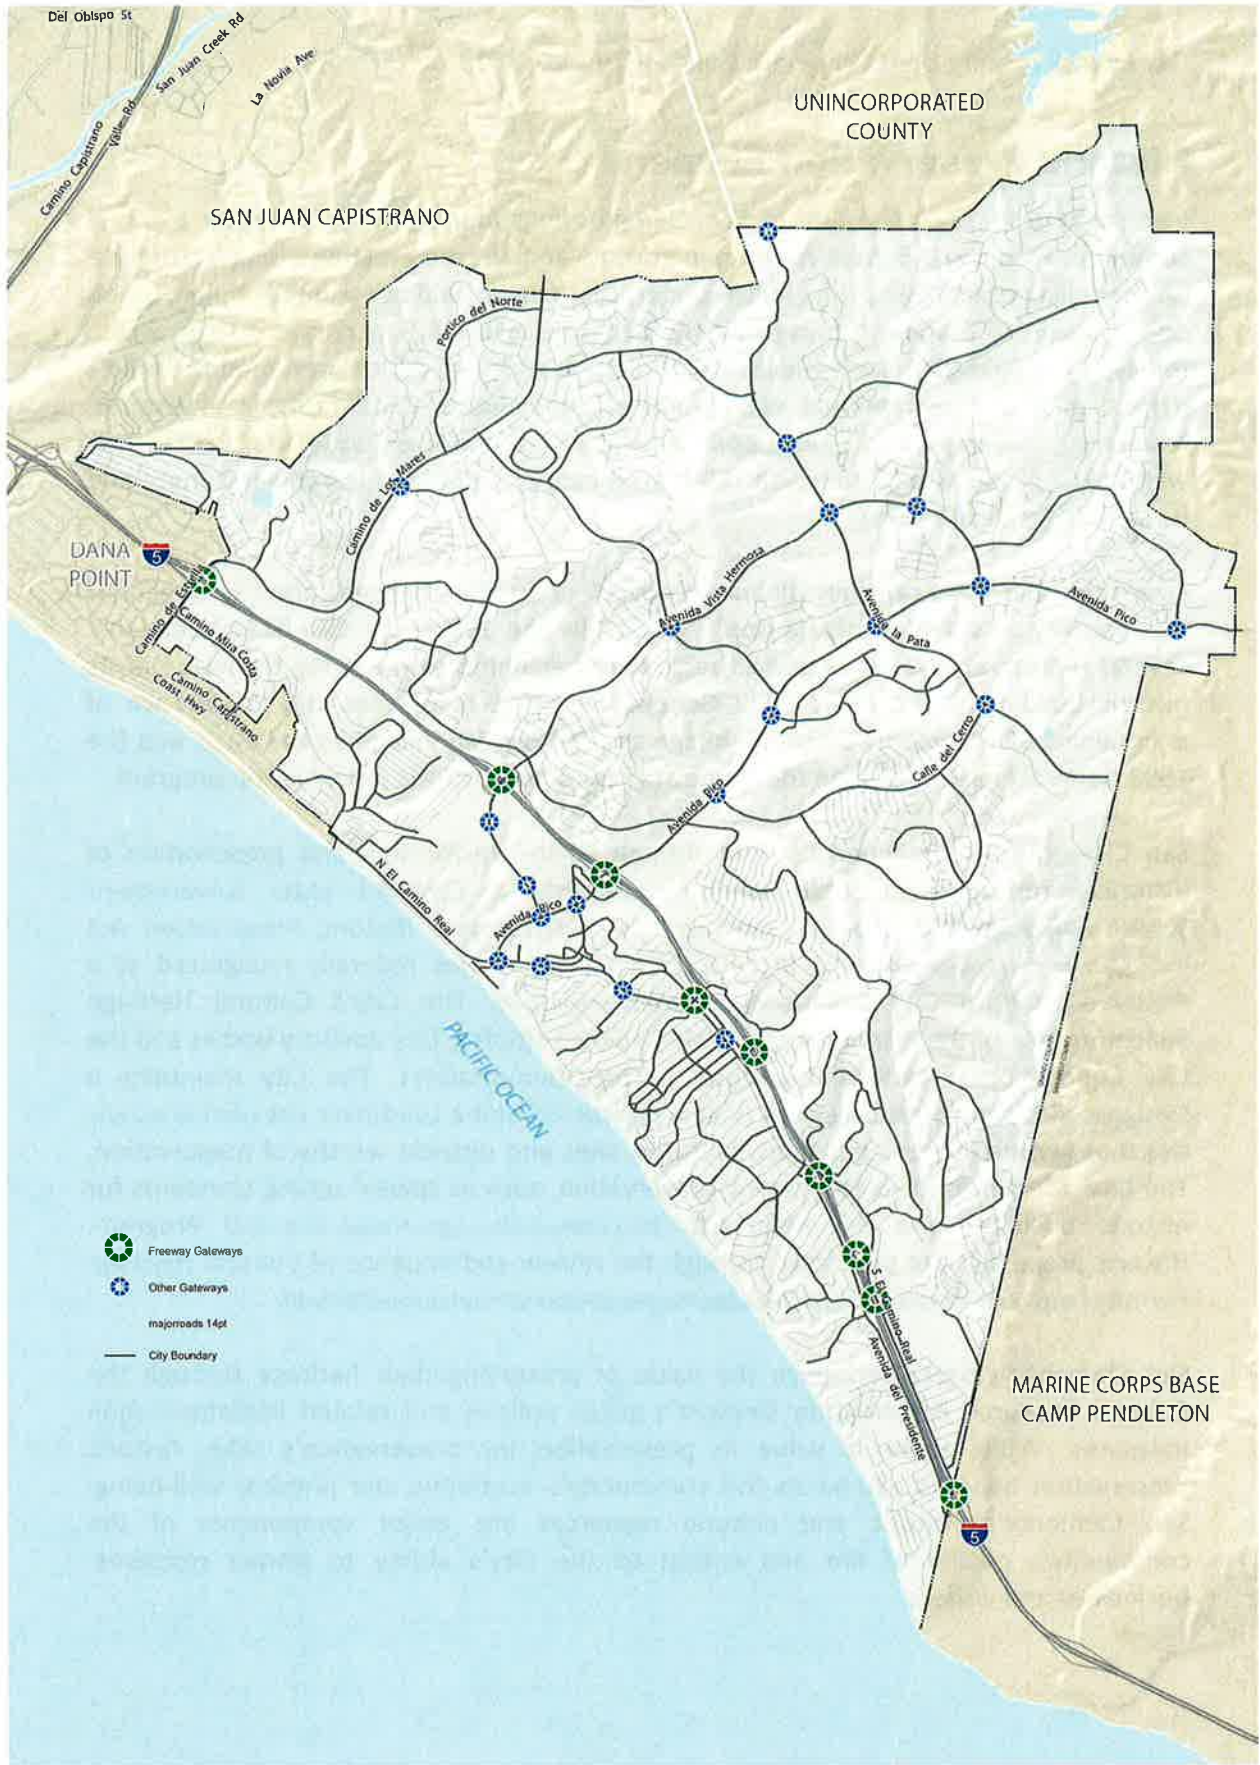 Del Obispo St
San Juan Creek Rd
La Novia Ave
Camino Capistrano
Valle Rd
UNINCORPORATED
COUNTY
SAN JUAN CAPISTRANO
Portico del Norte
Camino de Los Mares
DANA
POINT
5
Camino de Estrella
Camino Mira Costa
Camino Capistrano
Coast Hwy
Avenida Vista Hermosa
Avenida la Pata
Avenida Pico
Calle del Cerro
Avenida Pico
N El Camino Real
Avenida Pico
PACIFIC OCEAN
Freeway Gateways
Other Gateways
majorroads 14pt
City Boundary
S El Camino Real
Avenida del Presidente
MARINE CORPS BASE
CAMP PENDLETON
5